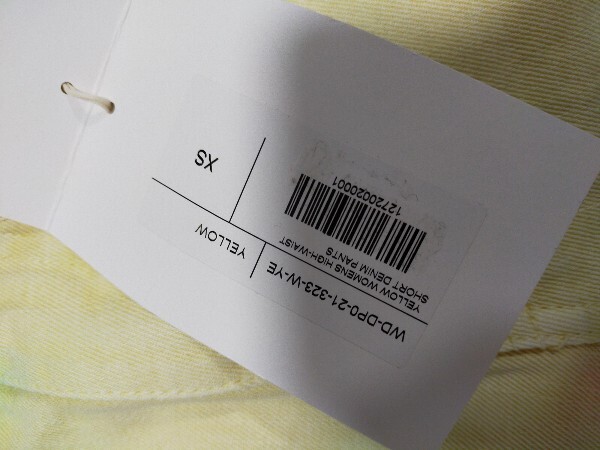 WD-DP0-21-323-W-YE
YELLOW
YELLOW WOMENS HIGH-WAIST
SHORT DENIM PANTS
12720020001
XS